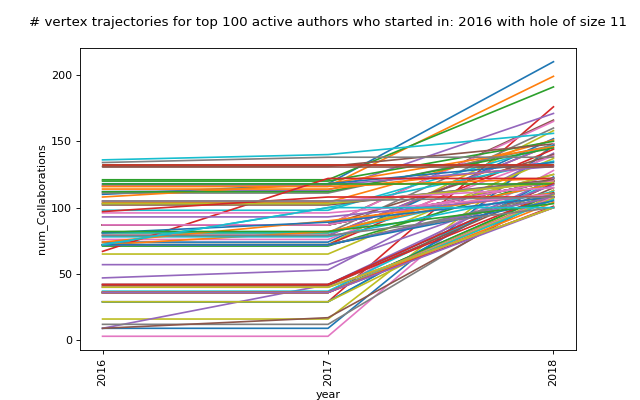 # vertex trajectories for top 100 active authors who started in: 2016 with hole of size 11
200
150
100
50
0
num_Collaborations
2016
2017
2018
year